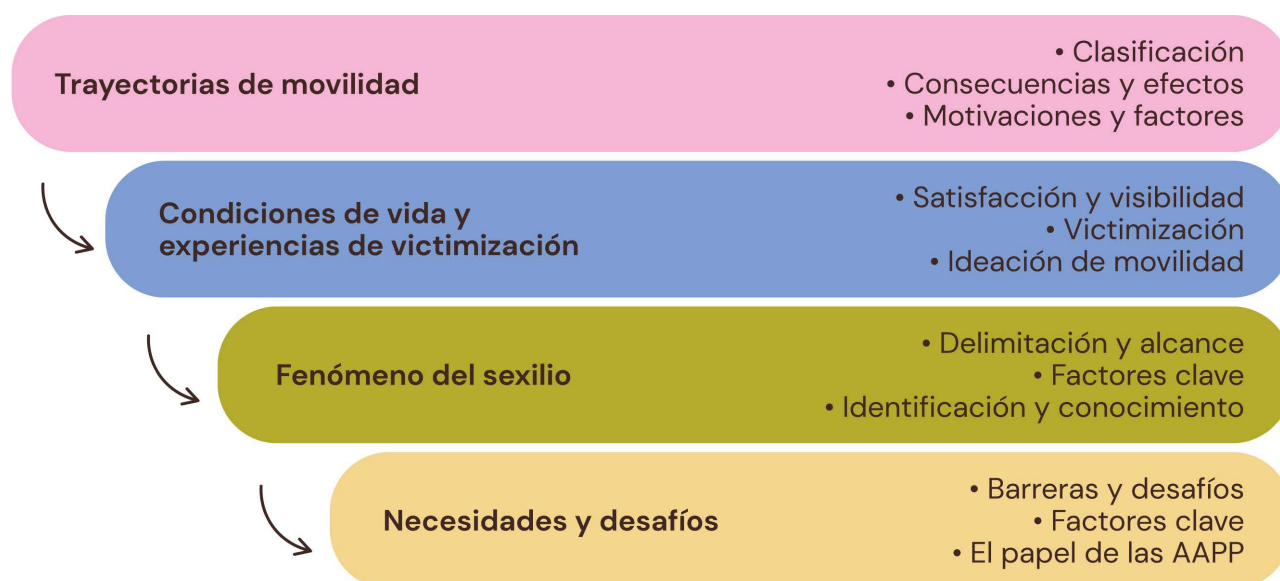 Trayectorias de movilidad
• Clasificación
• Consecuencias y efectos
• Motivaciones y factores
Condiciones de vida y
experiencias de victimización
• Satisfacción y visibilidad
• Victimización
• Ideación de movilidad
Fenómeno del sexilio
• Delimitación y alcance
• Factores clave
• Identificación y conocimiento
Necesidades y desafíos
• Barreras y desafíos
• Factores clave
• El papel de las AAPP